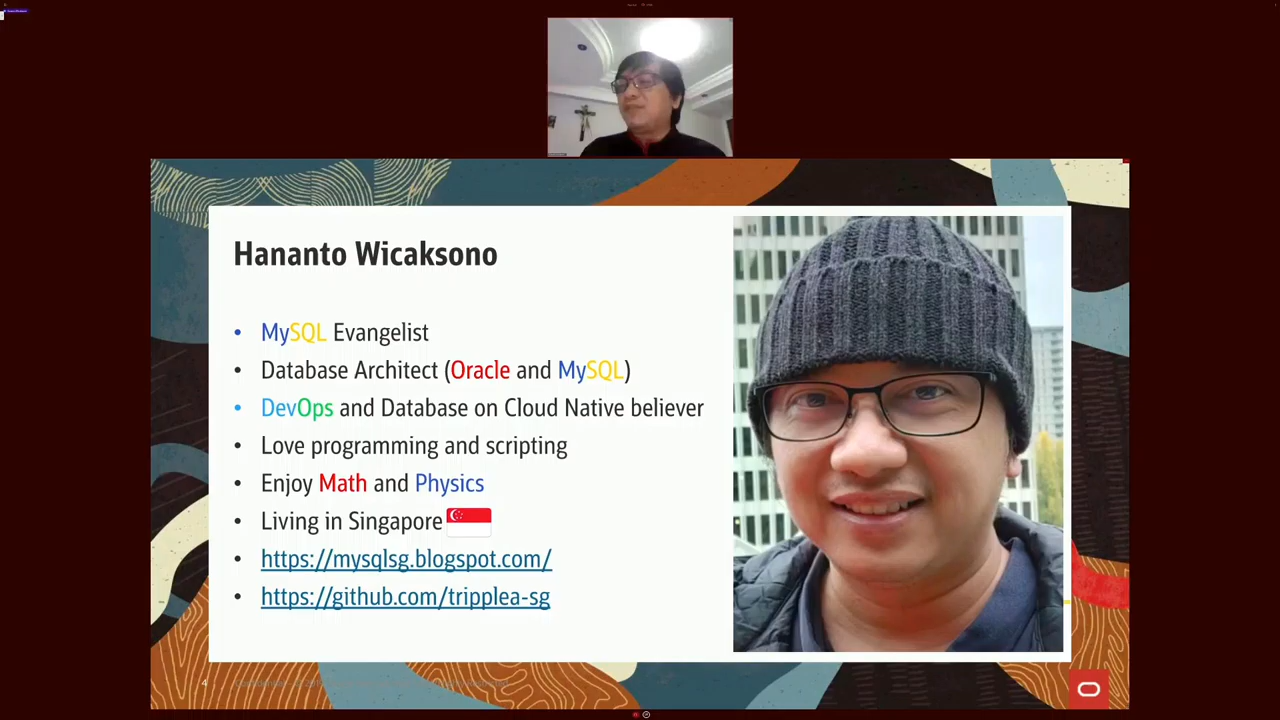 Hananto Wicaksono
• MySQL Evangelist
• Database Architect (Oracle and MySQL)
• DevOps and Database on Cloud Native believer
• Love programming and scripting
• Enjoy Math and Physics
• Living in Singapore
• https://mysqlsg.blogspot.com/
• https://github.com/tripplea-sg
4